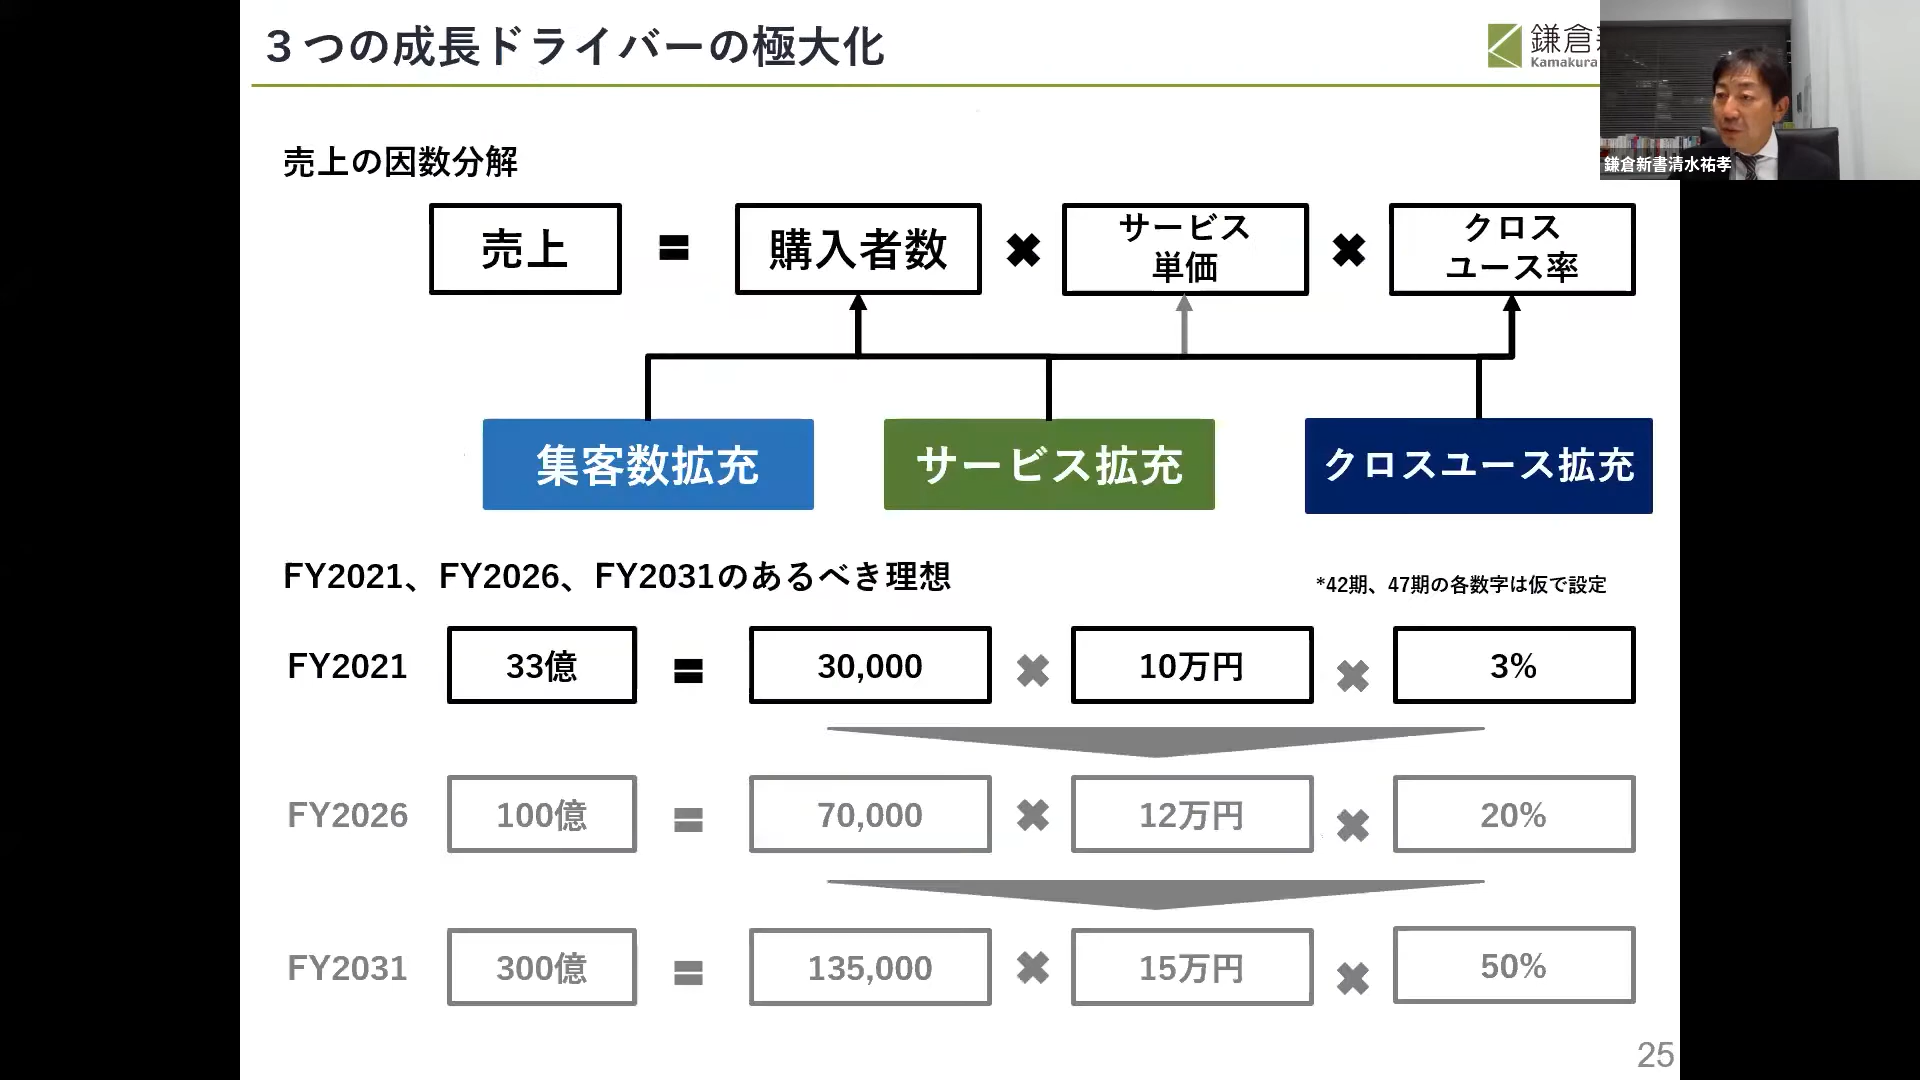 ３つの成長ドライバーの極大化
鎌倉
Kamakura
鎌倉新書清水祐孝
売上の因数分解
売上 = 購入者数 ✖ サービス単価 ✖ クロスユース率
集客数拡充 サービス拡充 クロスユース拡充
FY2021、FY2026、FY2031のあるべき理想
*42期、47期の各数字は仮で設定
FY2021 33億 = 30,000 ✖ 10万円 ✖ 3%
FY2026 100億 = 70,000 ✖ 12万円 ✖ 20%
FY2031 300億 = 135,000 ✖ 15万円 ✖ 50%
25